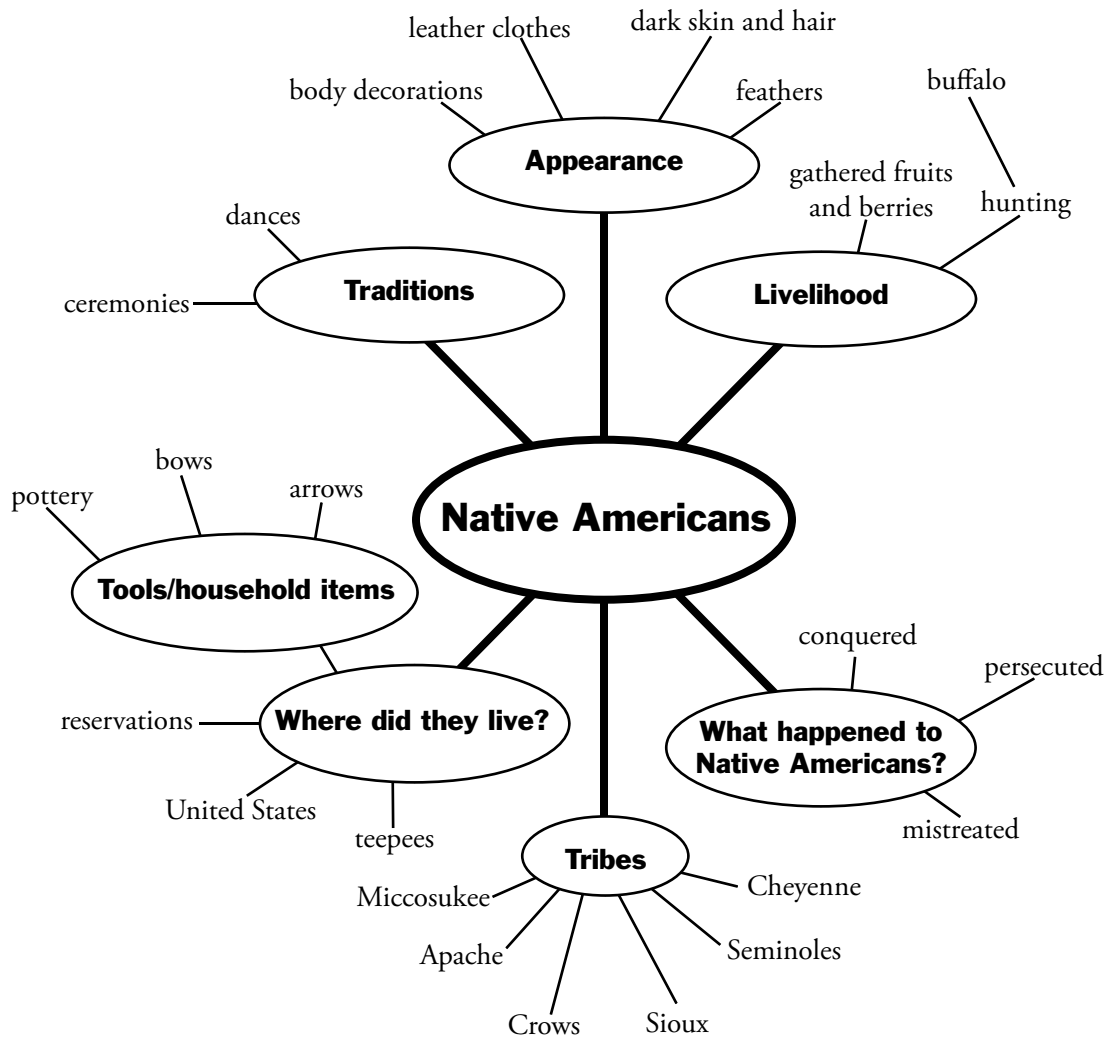 leather clothes
dark skin and hair
body decorations
feathers
buffalo
Appearance
gathered fruits
and berries
hunting
dances
Traditions
Livelihood
ceremonies
Native Americans
bows
pottery
arrows
Tools/household items
conquered
persecuted
reservations
Where did they live?
What happened to
Native Americans?
United States
teepees
mistreated
Tribes
Miccosukee
Cheyenne
Apache
Seminoles
Crows
Sioux